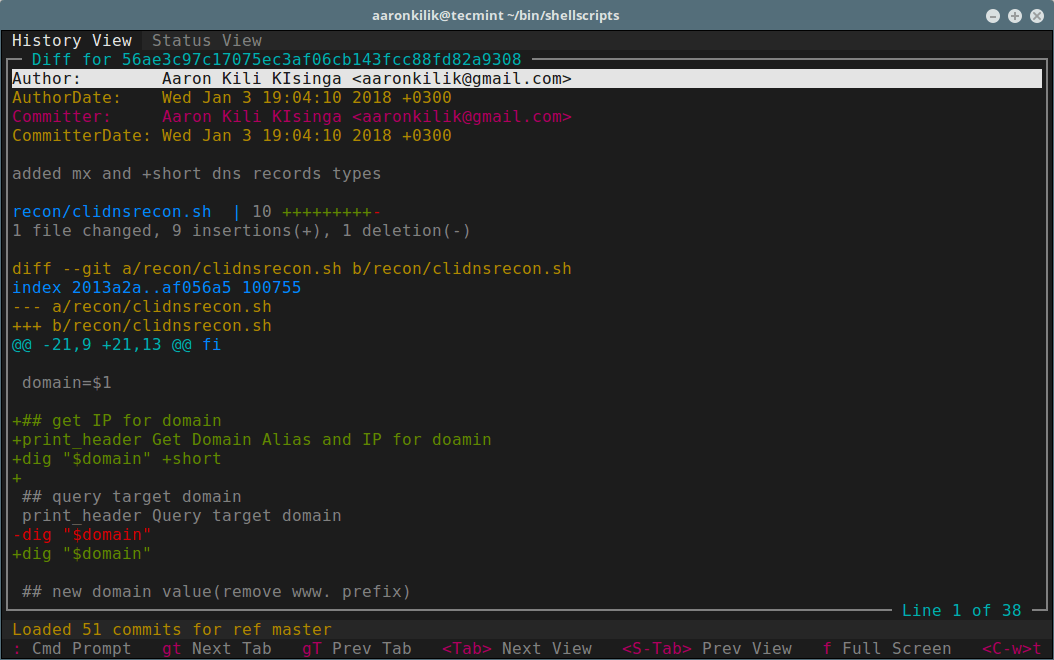 aaronkilik@tecmint ~/bin/shellscripts
History View  Status View
Diff for 56ae3c97c17075ec3af06cb143fcc88fd82a9308
Author:        Aaron Kili KIsinga <aaronkilik@gmail.com>
AuthorDate:    Wed Jan 3 19:04:10 2018 +0300
Committer:     Aaron Kili KIsinga <aaronkilik@gmail.com>
CommitterDate: Wed Jan 3 19:04:10 2018 +0300
added mx and +short dns records types
recon/clidnsrecon.sh  | 10 +++++++++-
1 file changed, 9 insertions(+), 1 deletion(-)
diff --git a/recon/clidnsrecon.sh b/recon/clidnsrecon.sh
index 2013a2a..af056a5 100755
--- a/recon/clidnsrecon.sh
+++ b/recon/clidnsrecon.sh
@@ -21,9 +21,13 @@ fi
 domain=$1
+## get IP for domain
+print_header Get Domain Alias and IP for doamin
+dig "$domain" +short
+
 ## query target domain
 print_header Query target domain
-dig "$domain"
+dig "$domain"
 ## new domain value(remove www. prefix)
Line 1 of 38
Loaded 51 commits for ref master
: Cmd Prompt   gt Next Tab   gT Prev Tab   <Tab> Next View   <S-Tab> Prev View   f Full Screen   <C-w>t